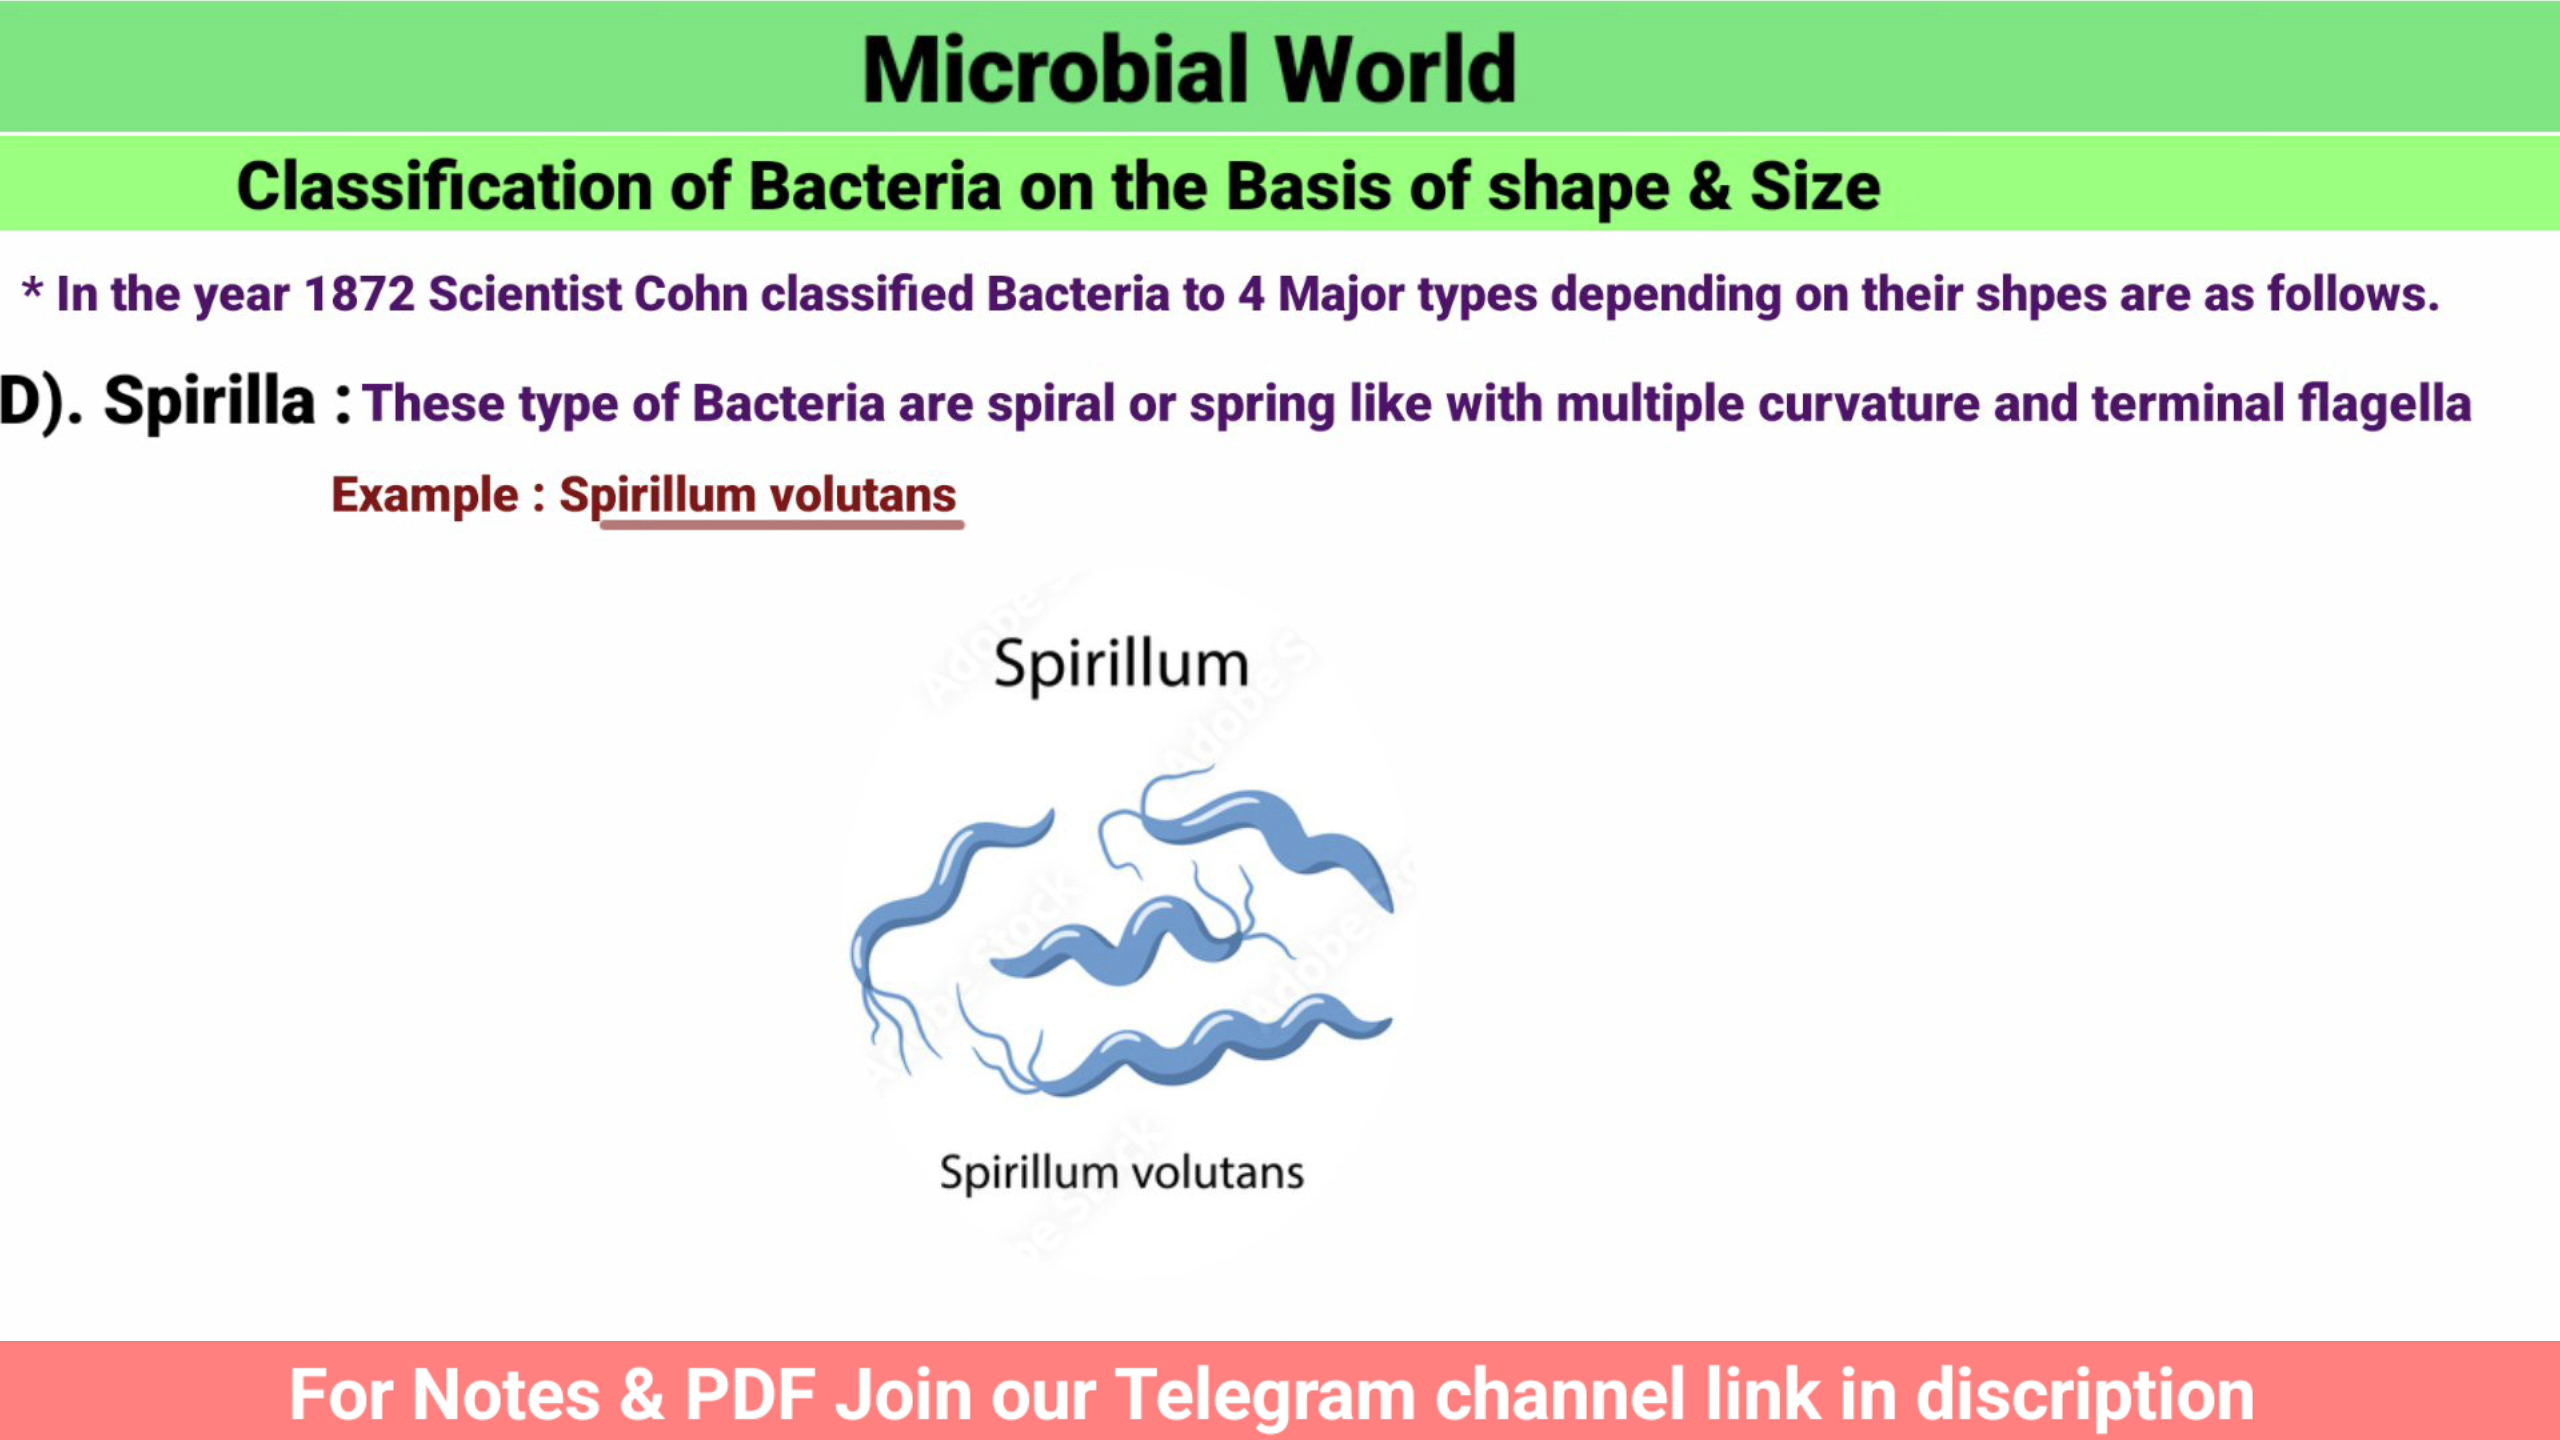 Microbial World
Classification of Bacteria on the Basis of shape & Size
* In the year 1872 Scientist Cohn classified Bacteria to 4 Major types depending on their shpes are as follows.
D). Spirilla : These type of Bacteria are spiral or spring like with multiple curvature and terminal flagella
Example : Spirillum volutans
Spirillum
Spirillum volutans
For Notes & PDF Join our Telegram channel link in discription